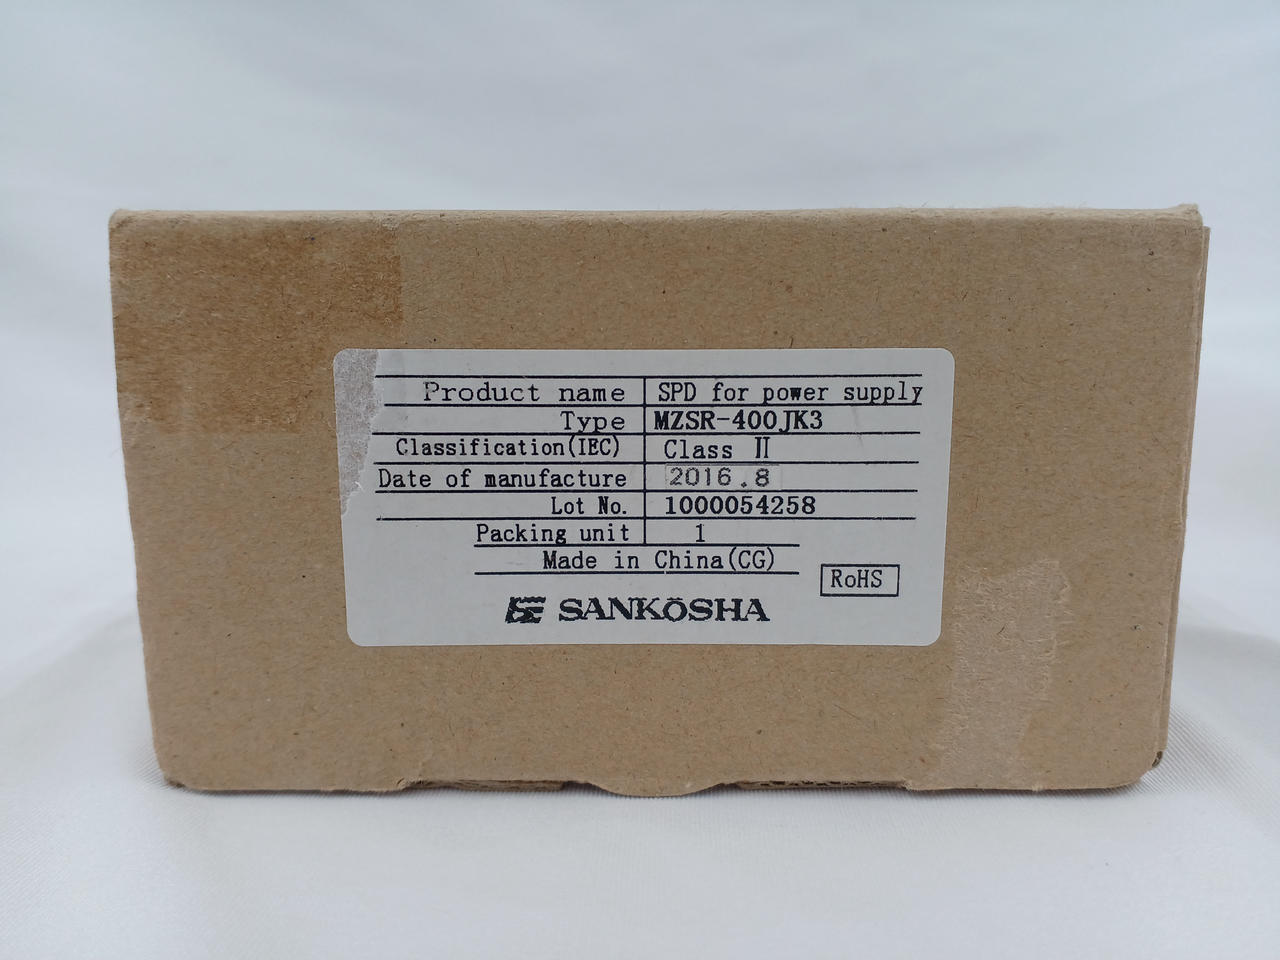 Product name SPD for power supply
Type MZSR-400JK3
Classification(IEC) Class Ⅱ
Date of manufacture 2016.8
Lot No. 1000054258
Packing unit 1
Made in China(CG)
RoHS
SANKŌSHA